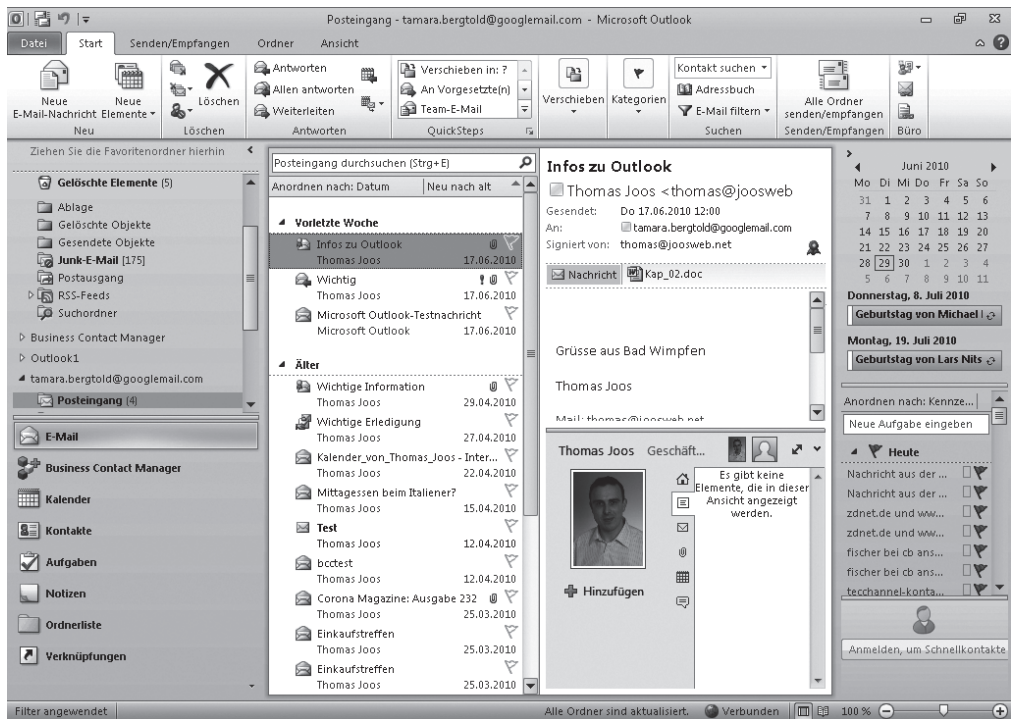 Posteingang - tamara.bergtold@googlemail.com - Microsoft Outlook
Datei Start Senden/Empfangen Ordner Ansicht
Neue E-Mail-Nachricht
Neue Elemente
Neu
Löschen
Löschen
Antworten
Allen antworten
Weiterleiten
Antworten
Verschieben in: ?
An Vorgesetzte(n)
Team-E-Mail
QuickSteps
Verschieben
Kategorien
Kontakt suchen
Adressbuch
E-Mail filtern
Suchen
Alle Ordner senden/empfangen
Senden/Empfangen
Büro
Ziehen Sie die Favoritenordner hierhin
Gelöschte Elemente (5)
Ablage
Gelöschte Objekte
Gesendete Objekte
Junk-E-Mail [175]
Postausgang
RSS-Feeds
Suchordner
Business Contact Manager
Outlook1
tamara.bergtold@googlemail.com
Posteingang (4)
E-Mail
Business Contact Manager
Kalender
Kontakte
Aufgaben
Notizen
Ordnerliste
Verknüpfungen
Posteingang durchsuchen (Strg+E)
Anordnen nach: Datum Neu nach alt
Vorletzte Woche
Infos zu Outlook
Thomas Joos 17.06.2010
Wichtig
Thomas Joos 17.06.2010
Microsoft Outlook-Testnachricht
Microsoft Outlook 17.06.2010
Älter
Wichtige Information
Thomas Joos 29.04.2010
Wichtige Erledigung
Thomas Joos 27.04.2010
Kalender_von_Thomas_Joos - Inter...
Thomas Joos 22.04.2010
Mittagessen beim Italiener?
Thomas Joos 15.04.2010
Test
Thomas Joos 12.04.2010
bcctest
Thomas Joos 12.04.2010
Corona Magazine: Ausgabe 232
Thomas Joos 25.03.2010
Einkaufstreffen
Thomas Joos 25.03.2010
Einkaufstreffen
Thomas Joos 25.03.2010
Infos zu Outlook
Thomas Joos <thomas@joosweb
Gesendet: Do 17.06.2010 12:00
An: tamara.bergtold@googlemail.com
Signiert von: thomas@joosweb.net
Nachricht Kap_02.doc
Grüsse aus Bad Wimpfen
Thomas Joos
Mail: thomas@joosweb.net
Thomas Joos Geschäft...
Es gibt keine
Elemente, die in dieser
Ansicht angezeigt
werden.
Hinzufügen
Juni 2010
Mo Di Mi Do Fr Sa So
31 1 2 3 4 5 6
7 8 9 10 11 12 13
14 15 16 17 18 19 20
21 22 23 24 25 26 27
28 29 30 1 2 3 4
5 6 7 8 9 10 11
Donnerstag, 8. Juli 2010
Geburtstag von Michael
Montag, 19. Juli 2010
Geburtstag von Lars Nits
Anordnen nach: Kennze...
Neue Aufgabe eingeben
Heute
Nachricht aus der ...
Nachricht aus der ...
zdnet.de und ww...
zdnet.de und ww...
fischer bei cb ans...
fischer bei cb ans...
tecchannel-konta...
Anmelden, um Schnellkontakte
Filter angewendet
Alle Ordner sind aktualisiert. Verbunden 100 %